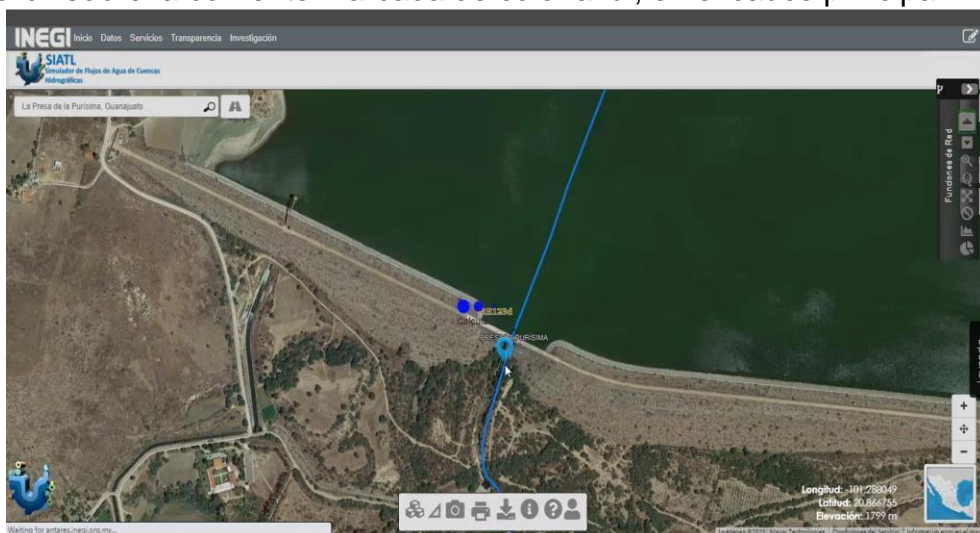 INEGI Inicio Datos Servicios Transparencia Investigación
SIATL
Simulador de Flujos de Agua de Cuencas
Hidrográficas
La Presa de la Purísima, Guanajuato
Funciones de Red
PURÍSIMA
Longitud: -101.288049
Latitud: 20.866755
Elevación: 1799 m
Waiting for antares.inegi.org.mx...